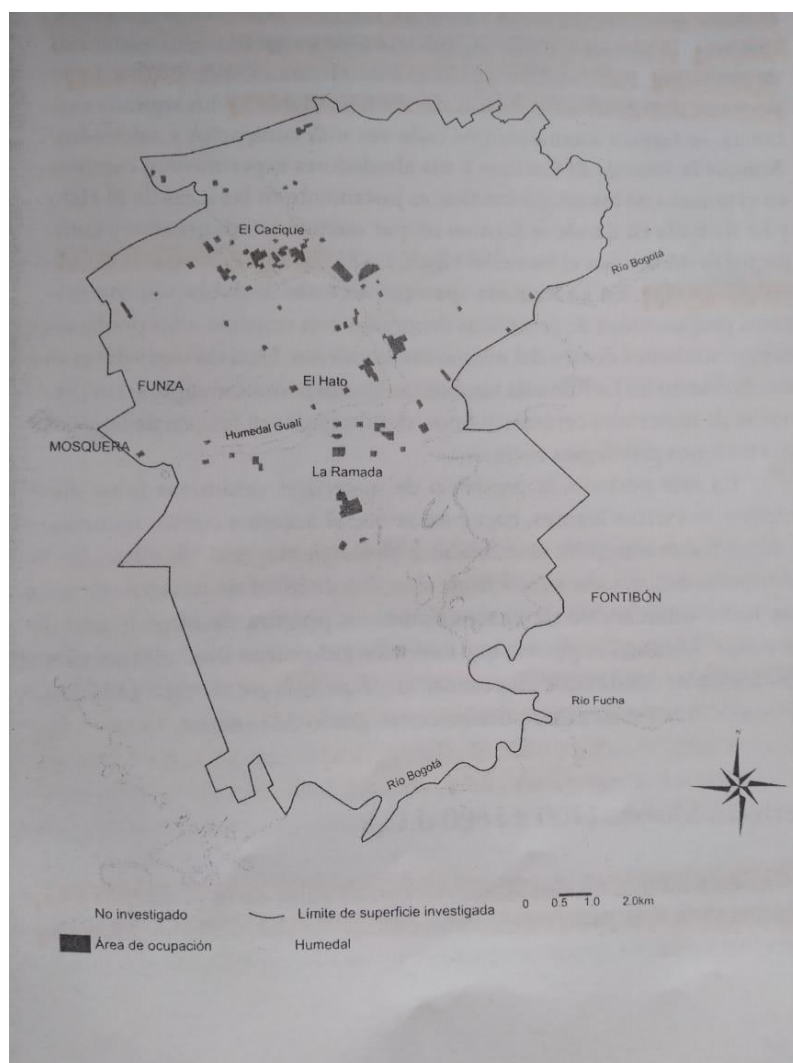 El Cacique
Río Bogotá
FUNZA
El Hato
Humedal Gualí
MOSQUERA
La Ramada
FONTIBÓN
Río Fucha
Río Bogotá
N
No investigado
Límite de superficie investigada
0 0.5 1.0 2.0km
Área de ocupación
Humedal